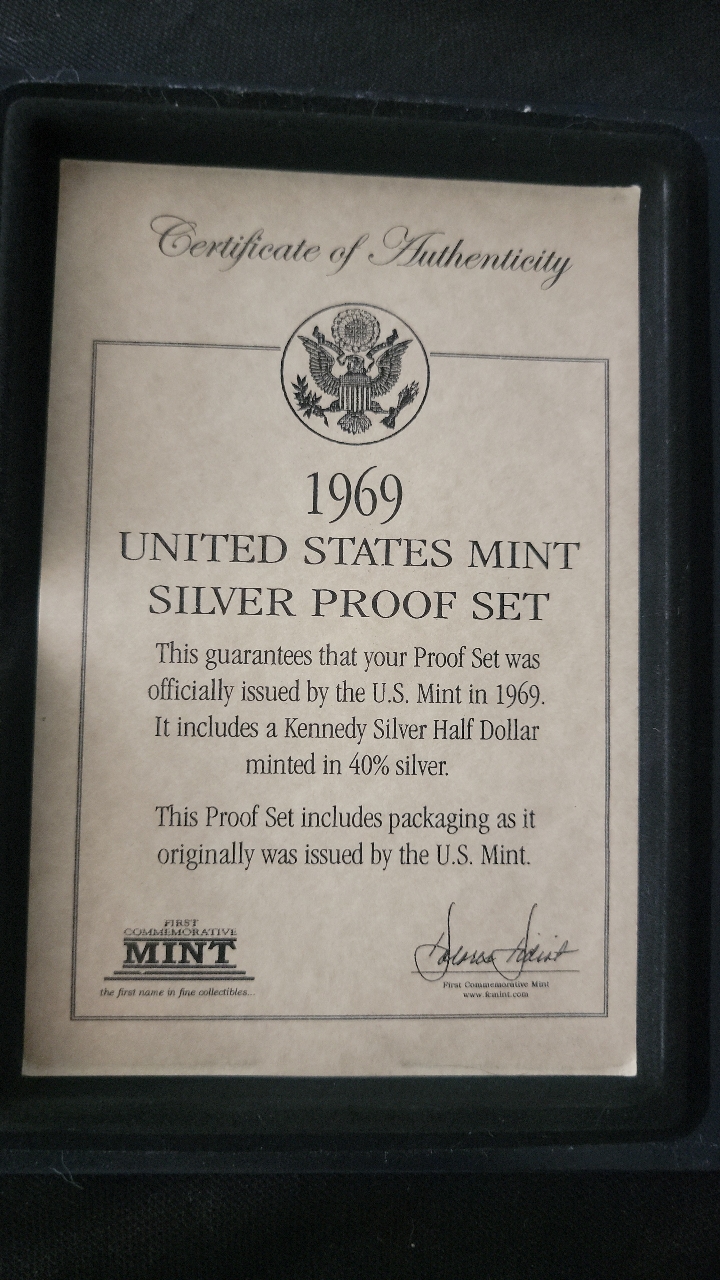 Certificate of Authenticity
1969
UNITED STATES MINT
SILVER PROOF SET
This guarantees that your Proof Set was
officially issued by the U.S. Mint in 1969.
It includes a Kennedy Silver Half Dollar
minted in 40% silver.
This Proof Set includes packaging as it
originally was issued by the U.S. Mint.
FIRST
COMMEMORATIVE
MINT
the first name in fine collectibles...
First Commemorative Mint
www.fcmint.com